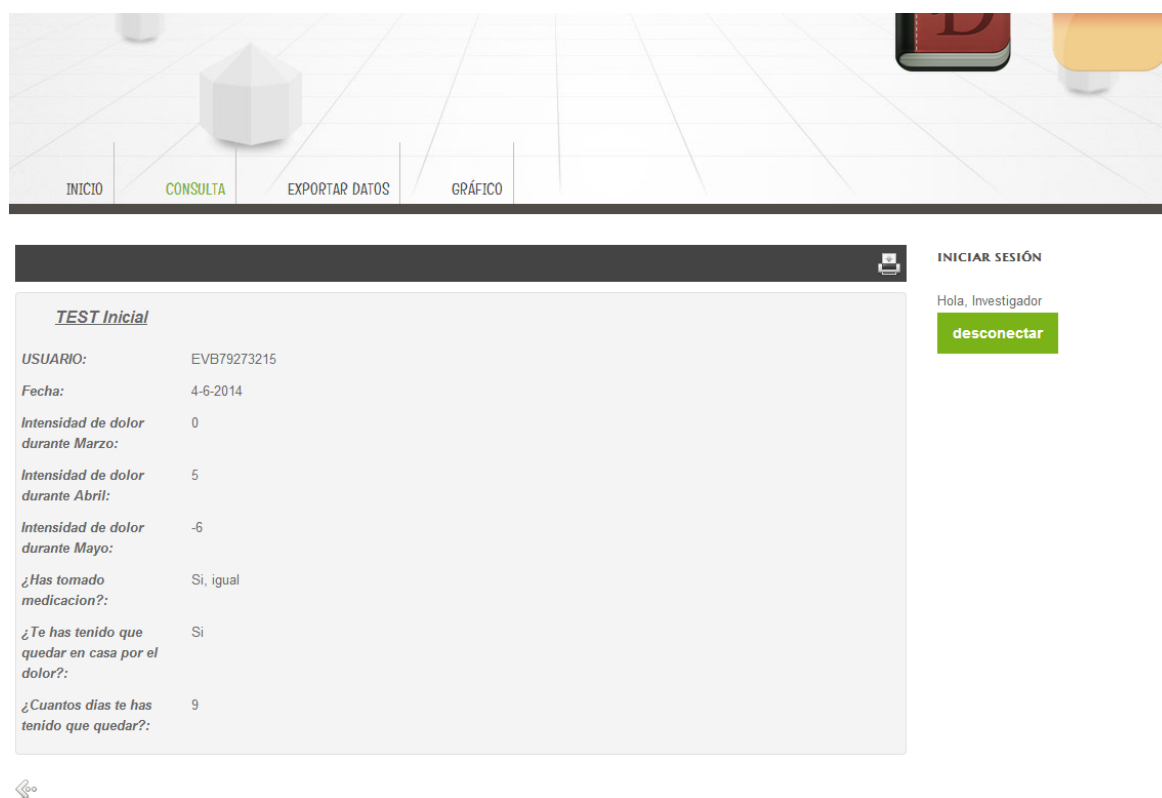 D
INICIO CONSULTA EXPORTAR DATOS GRÁFICO
INICIAR SESIÓN
Hola, Investigador
desconectar
TEST Inicial
USUARIO: EVB79273215
Fecha: 4-6-2014
Intensidad de dolor 0
durante Marzo:
Intensidad de dolor 5
durante Abril:
Intensidad de dolor -6
durante Mayo:
¿Has tomado Si, igual
medicacion?:
¿Te has tenido que Si
quedar en casa por el
dolor?:
¿Cuantos dias te has 9
tenido que quedar?: